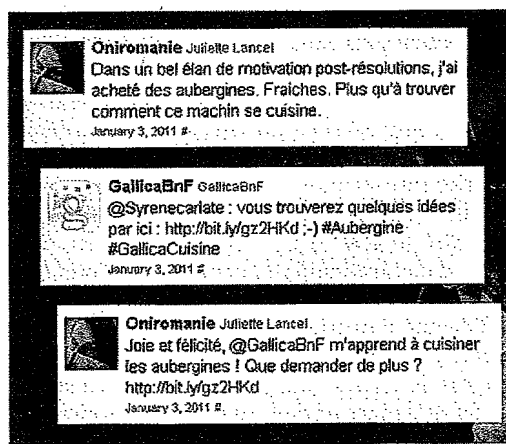 Oniromanie Juliette Lancel
Dans un bel élan de motivation post-résolutions, j'ai
acheté des aubergines. Fraiches. Plus qu'à trouver
comment ce machin se cuisine.
January 3, 2011 #
GallicaBnF GallicaBnF
@Syrenecarlate : vous trouverez quelques idées
par ici : http://bit.ly/gz2HKd ;-) #Aubergine
#GallicaCuisine
January 3, 2011 #
Oniromanie Juliette Lancel
Joie et félicité, @GallicaBnF m'apprend à cuisiner
les aubergines ! Que demander de plus ?
http://bit.ly/gz2HKd
January 3, 2011 #